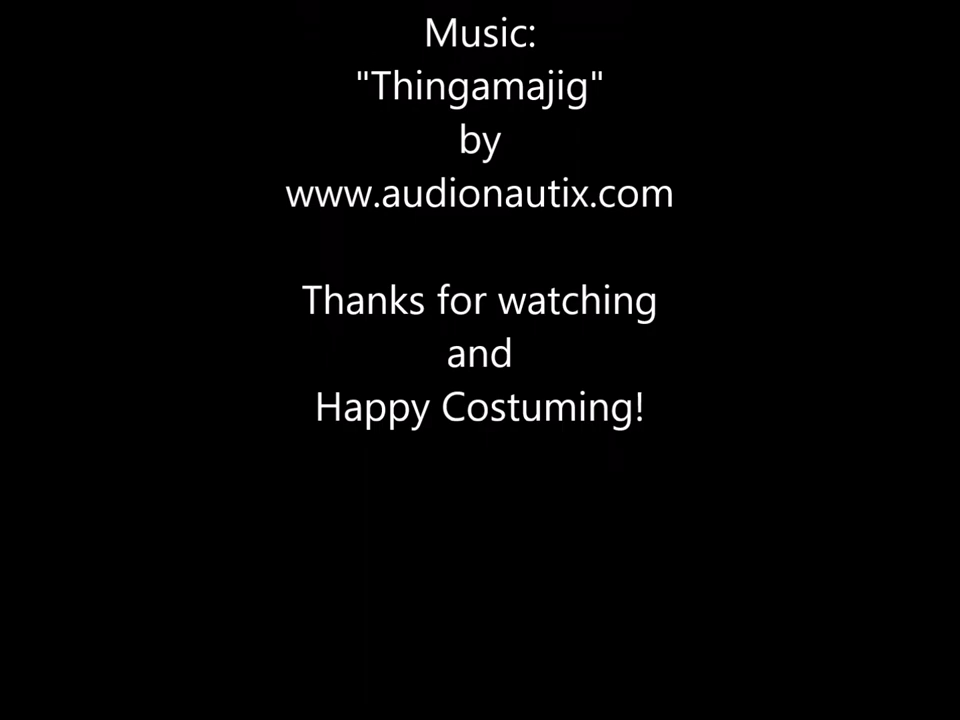 Music:
"Thingamajig"
by
www.audionautix.com
Thanks for watching
and
Happy Costuming!